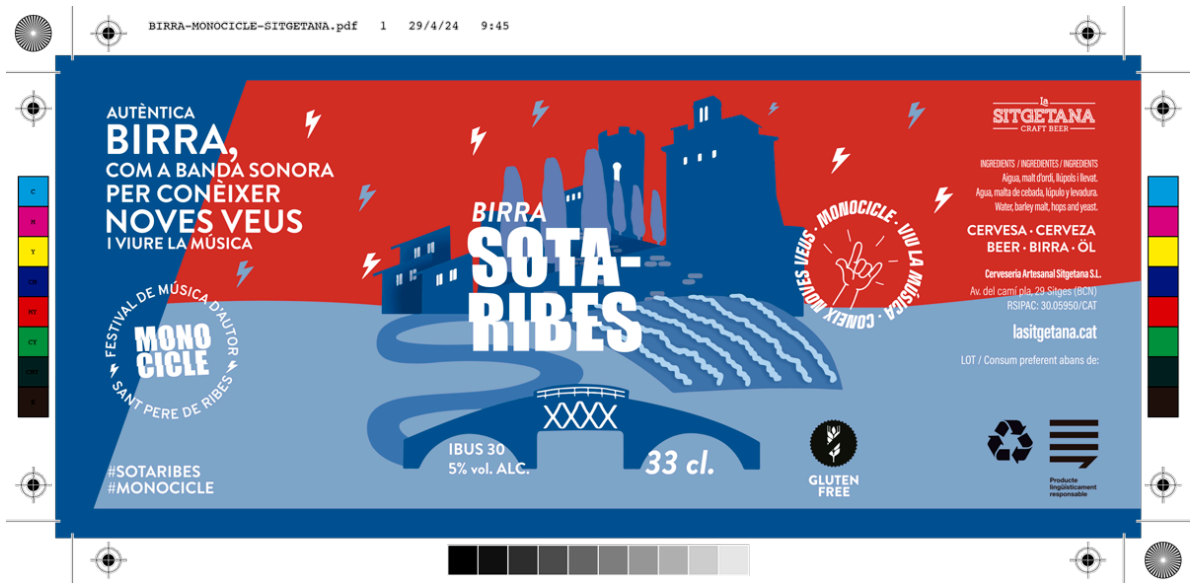 BIRRA-MONOCICLE-SITGETANA.pdf 1 29/4/24 9:45
AUTÈNTICA
BIRRA,
COM A BANDA SONORA
PER CONÈIXER
NOVES VEUS
I VIURE LA MÚSICA
FESTIVAL DE MÚSICA D'AUTOR
MONO
CICLE
SANT PERE DE RIBES
#SOTARIBES
#MONOCICLE
BIRRA
SOTA-
RIBES
IBUS 30
5% vol. ALC.
33 cl.
MONOCICLE · VIU LA MÚSICA · CONEIX NOVES VEUS ·
GLUTEN
FREE
la
SITGETANA
CRAFT BEER
INGREDIENTS / INGREDIENTES / INGREDIENTS
Aigua, malt d'ordi, llúpols i llevat.
Agua, malta de cebada, lúpulo y levadura.
Water, barley malt, hops and yeast.
CERVESA · CERVEZA
BEER · BIRRA · ÖL
Cerveseria Artesanal Sitgetana S.L.
Av. del camí pla, 29 Sitges (BCN)
RSIPAC: 30.05950/CAT
lasitgetana.cat
LOT / Consum preferent abans de:
Producte
lingüísticament
responsable
C
M
Y